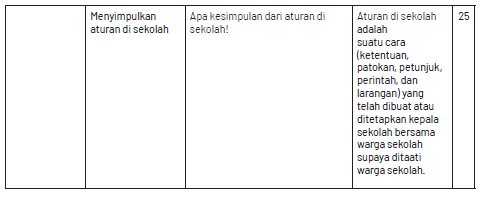 Menyimpulkan
aturan di sekolah
Apa kesimpulan dari aturan di
sekolah!
Aturan di sekolah
adalah
suatu cara
(ketentuan,
patokan, petunjuk,
perintah, dan
larangan) yang
telah dibuat atau
ditetapkan kepala
sekolah bersama
warga sekolah
supaya ditaati
warga sekolah.
25